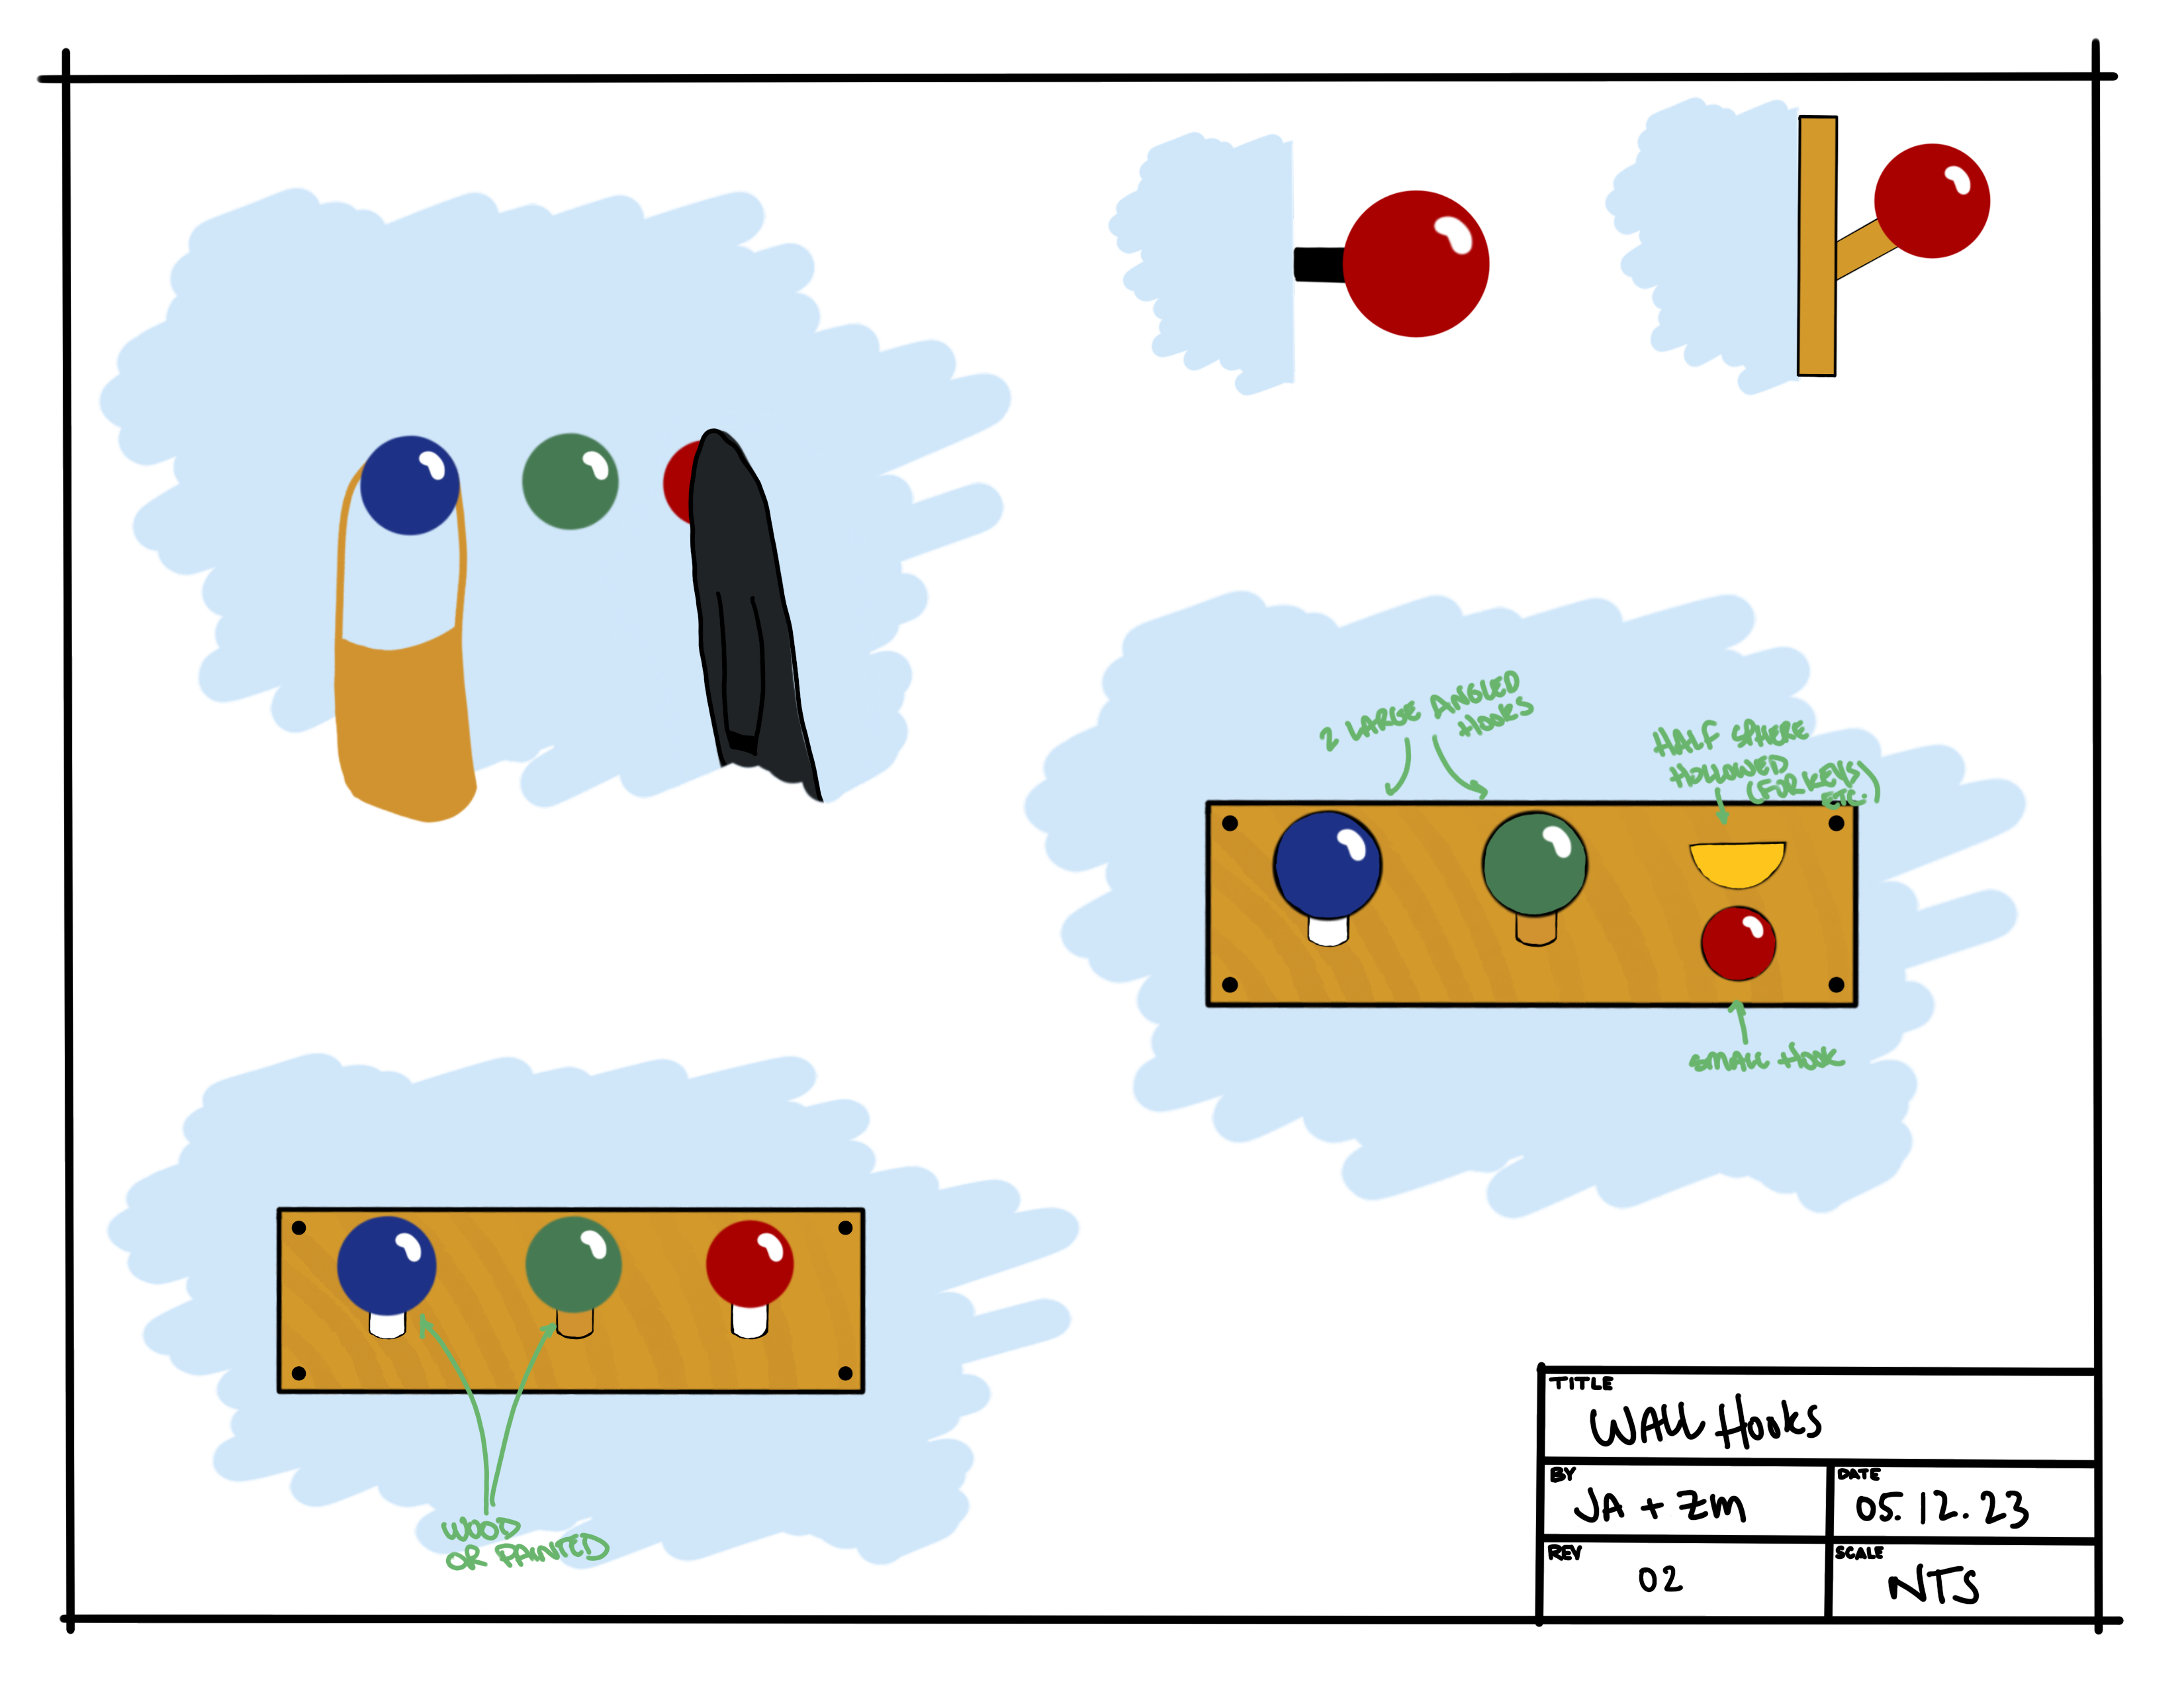 2 LARGE ANGLED
HOOKS
HALF SPHERE
HOLLOWED
(FOR KEYS
ETC.)
SMALL HOOK
WOOD
OR PAINTED
TITLE
WALL HOOKS
BY
JA + ZM
DATE
05.12.23
REV
02
SCALE
NTS